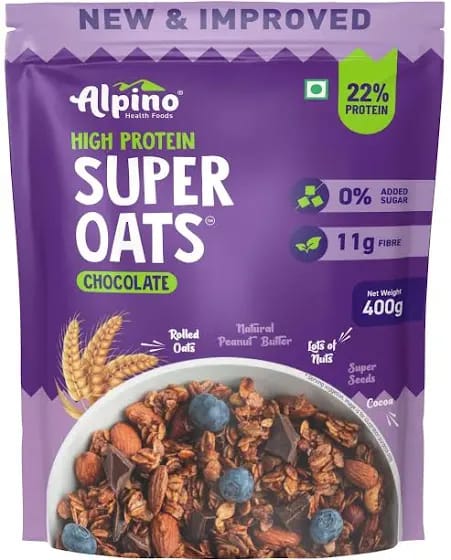 NEW & IMPROVED
Alpino®
Health Foods
22%
PROTEIN
HIGH PROTEIN
SUPER
OATS™
CHOCOLATE
0% ADDED
SUGAR
11g FIBRE
Net Weight
400g
Rolled
Oats
Natural
Peanut Butter
Lots of
Nuts
Super
Seeds
Cocoa